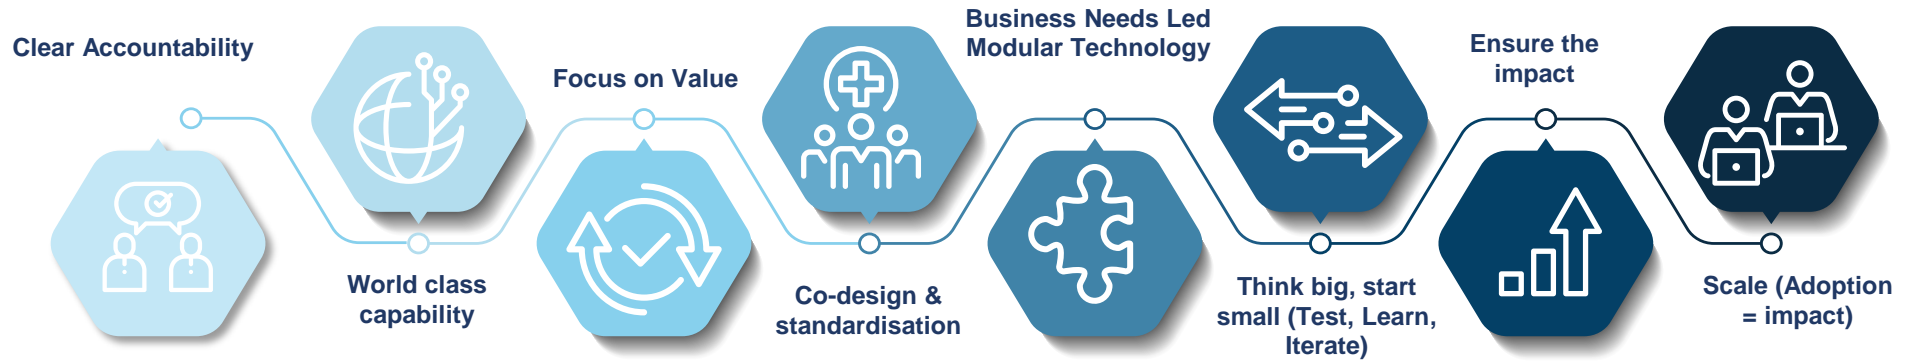 Clear Accountability
World class
capability
Focus on Value
Co-design &
standardisation
Business Needs Led
Modular Technology
Think big, start
small (Test, Learn,
Iterate)
Ensure the
impact
Scale (Adoption
= impact)